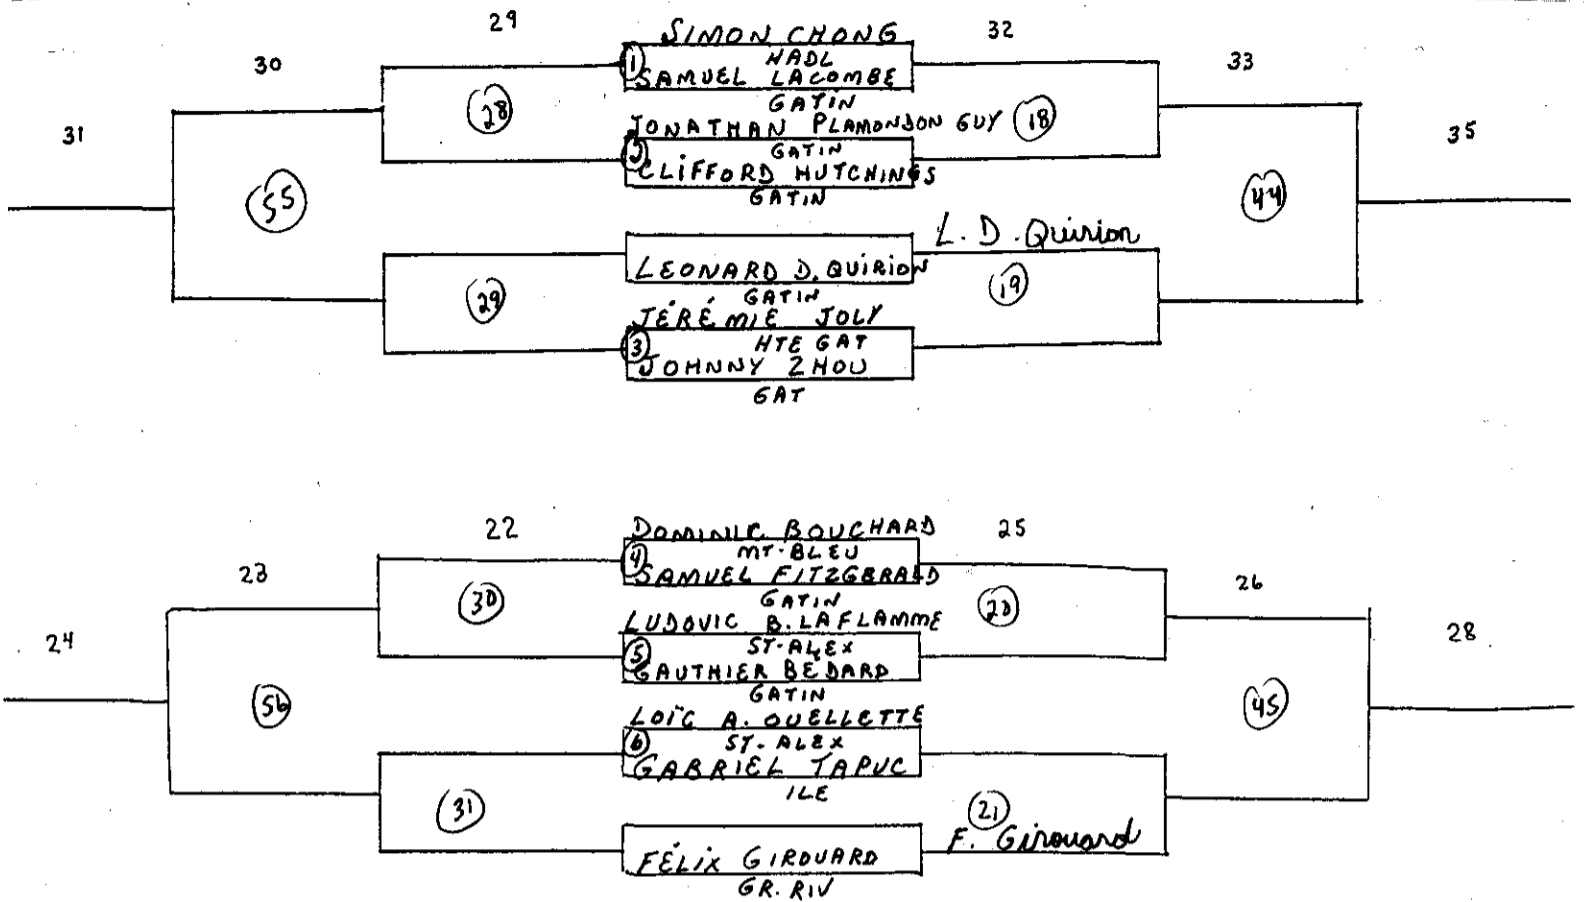 29
SIMON CHONG
32
30
① NADL
33
SAMUEL LACOMBE
28
GATIN
31
JONATHAN PLAMONDON GUY 18
35
② GATIN
CLIFFORD HUTCHINGS
55
GATIN
44
L. D. Quirion
LEONARD D. QUIRION
29
GATIN
19
JÉRÉMIE JOLY
③ HTE GAT
JOHNNY ZHOU
GAT
22
DOMINIC BOUCHARD
25
④ MT-BLEU
23
SAMUEL FITZGERALD
26
30
GATIN
20
LUDOVIC B. LAFLAMME
24
⑤ ST-ALEX
28
GAUTHIER BÉDARD
56
GATIN
45
LOÏC A. OUELLETTE
⑥ ST-ALEX
GABRIEL TAPUC
ILE
31
21
F. Girouard
FÉLIX GIROUARD
GR. RIV